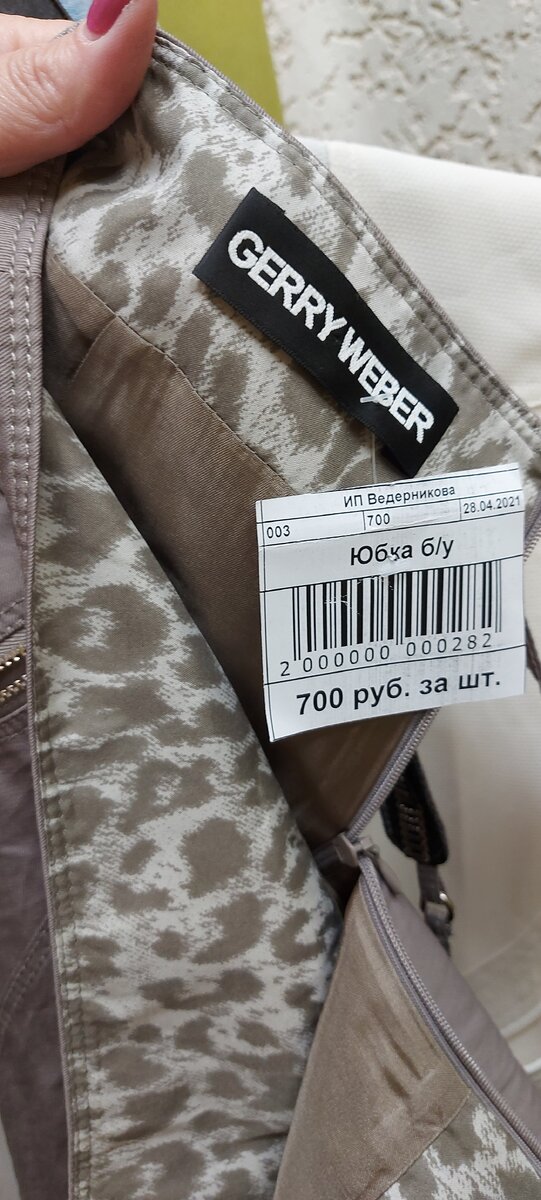 GERRY WEBER
ИП Ведерникова
003 700 28.04.2021
Юбка б/у
2 000000 000282
700 руб. за шт.